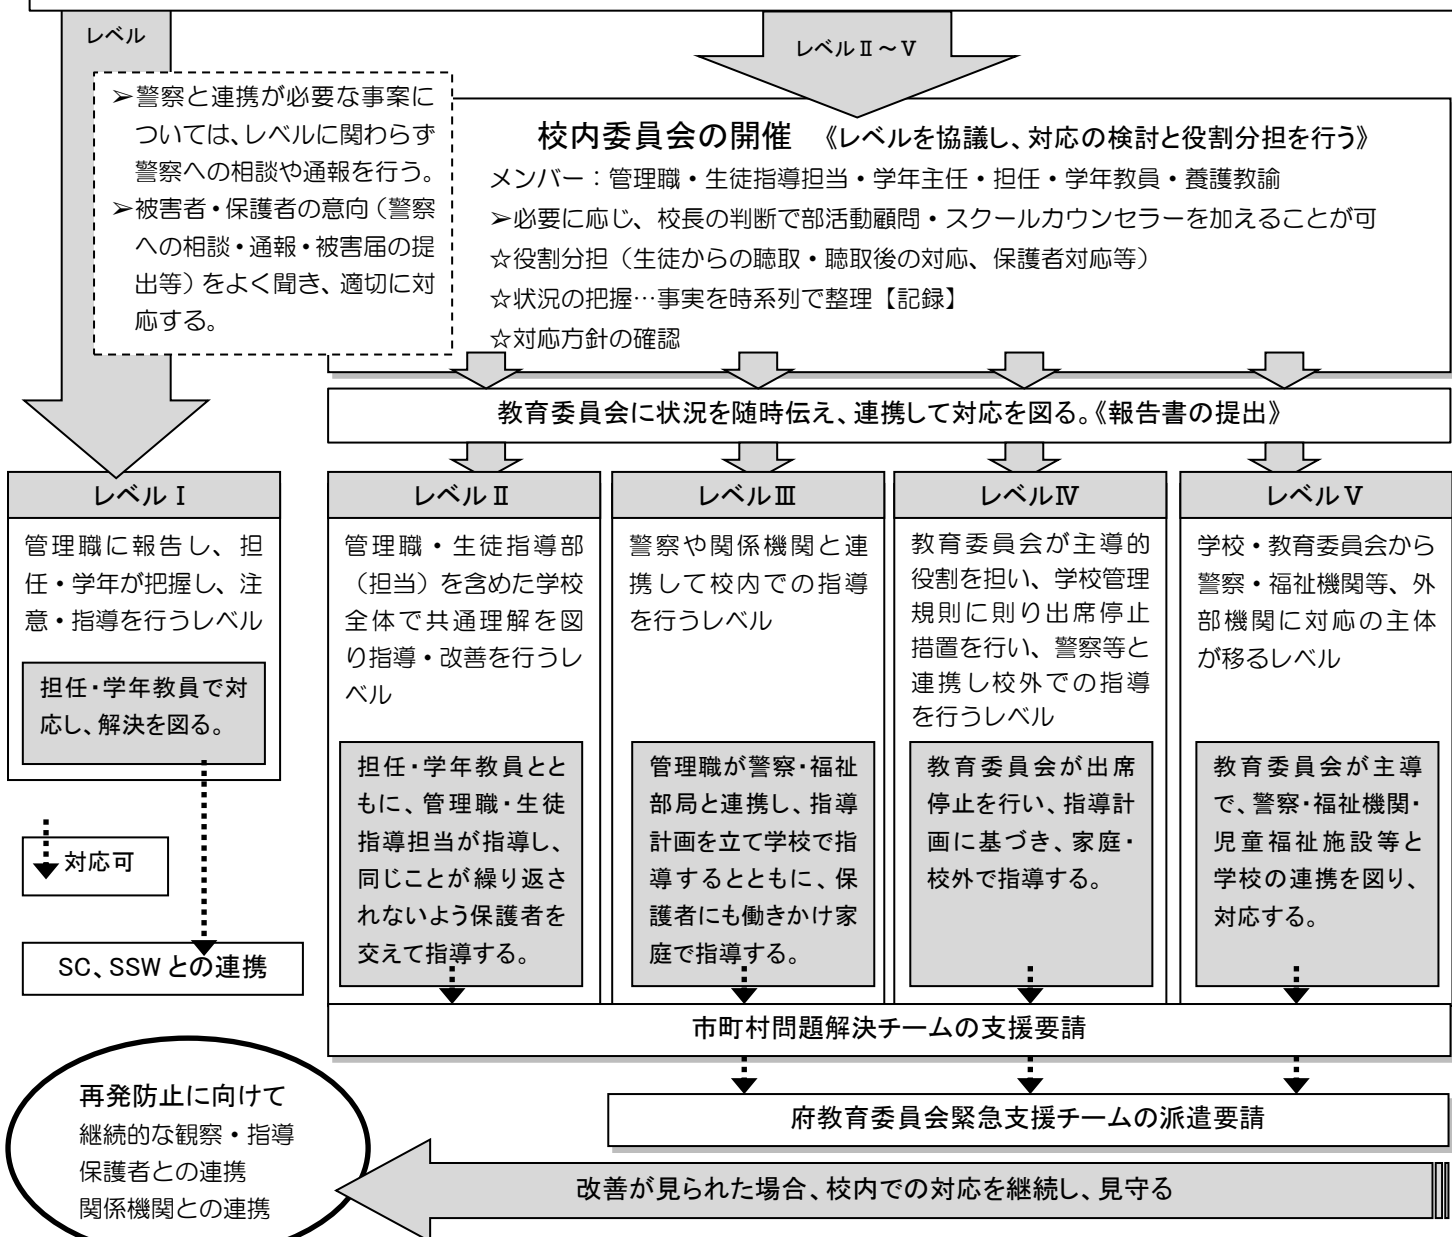 レベル
レベルⅡ～Ⅴ
➢警察と連携が必要な事案に
ついては、レベルに関わらず
警察への相談や通報を行う。
➢被害者・保護者の意向（警察
への相談・通報・被害届の提
出等）をよく聞き、適切に対
応する。
校内委員会の開催　《レベルを協議し、対応の検討と役割分担を行う》
メンバー：管理職・生徒指導担当・学年主任・担任・学年教員・養護教諭
➢必要に応じ、校長の判断で部活動顧問・スクールカウンセラーを加えることが可
☆役割分担（生徒からの聴取・聴取後の対応、保護者対応等）
☆状況の把握…事実を時系列で整理【記録】
☆対応方針の確認
教育委員会に状況を随時伝え、連携して対応を図る。《報告書の提出》
レベルⅠ
管理職に報告し、担
任・学年が把握し、注
意・指導を行うレベル
担任・学年教員で対
応し、解決を図る。
対応可
SC、SSWとの連携
レベルⅡ
管理職・生徒指導部
（担当）を含めた学校
全体で共通理解を図
り指導・改善を行うレ
ベル
担任・学年教員とと
もに、管理職・生徒
指導担当が指導し、
同じことが繰り返さ
れないよう保護者を
交えて指導する。
レベルⅢ
警察や関係機関と連
携して校内での指導
を行うレベル
管理職が警察・福祉
部局と連携し、指導
計画を立て学校で指
導するとともに、保
護者にも働きかけ家
庭で指導する。
レベルⅣ
教育委員会が主導的
役割を担い、学校管理
規則に則り出席停止
措置を行い、警察等と
連携し校外での指導
を行うレベル
教育委員会が出席
停止を行い、指導計
画に基づき、家庭・
校外で指導する。
レベルⅤ
学校・教育委員会から
警察・福祉機関等、外
部機関に対応の主体
が移るレベル
教育委員会が主導
で、警察・福祉機関・
児童福祉施設等と
学校の連携を図り、
対応する。
市町村問題解決チームの支援要請
府教育委員会緊急支援チームの派遣要請
改善が見られた場合、校内での対応を継続し、見守る
再発防止に向けて
継続的な観察・指導
保護者との連携
関係機関との連携